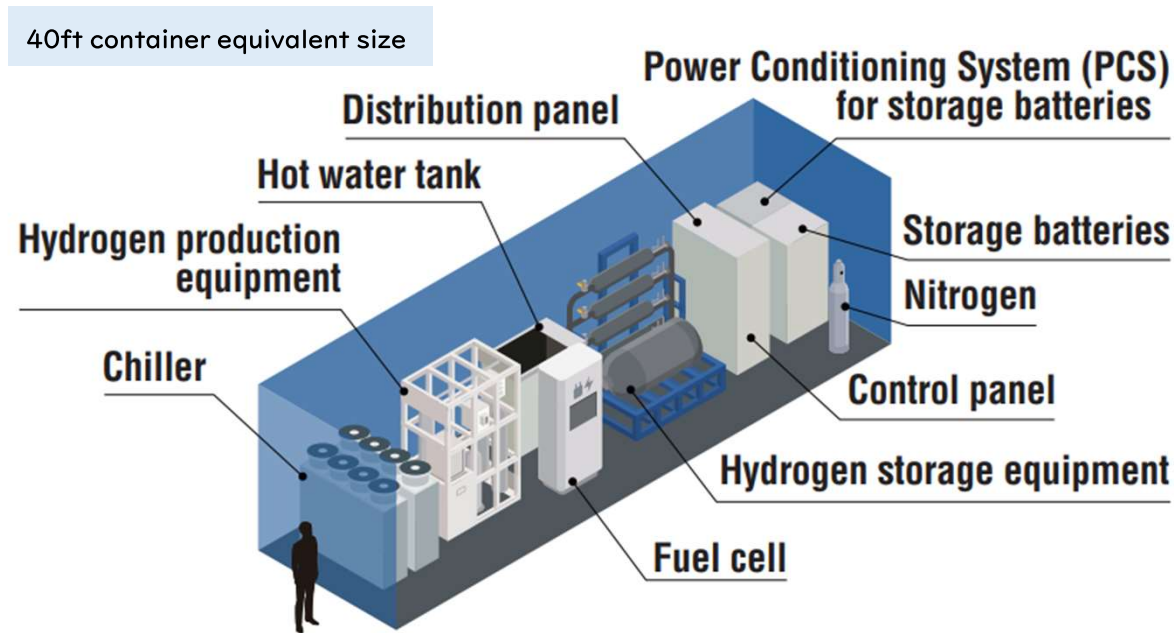 40ft container equivalent size
Power Conditioning System (PCS)
for storage batteries
Distribution panel
Hot water tank
Hydrogen production
equipment
Storage batteries
Nitrogen
Chiller
Control panel
Hydrogen storage equipment
Fuel cell